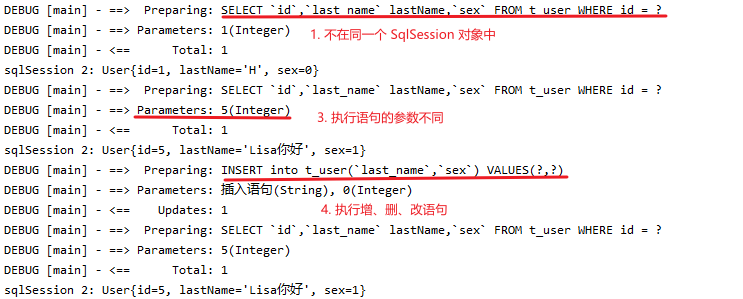 DEBUG [main] - ==>  Preparing: SELECT `id`,`last_name` lastName,`sex` FROM t_user WHERE id = ?
DEBUG [main] - ==> Parameters: 1(Integer)
1. 不在同一个 SqlSession 对象中
DEBUG [main] - <==      Total: 1
sqlSession 2: User{id=1, lastName='H', sex=0}
DEBUG [main] - ==>  Preparing: SELECT `id`,`last_name` lastName,`sex` FROM t_user WHERE id = ?
DEBUG [main] - ==> Parameters: 5(Integer)
3. 执行语句的参数不同
DEBUG [main] - <==      Total: 1
sqlSession 2: User{id=5, lastName='Lisa你好', sex=1}
DEBUG [main] - ==>  Preparing: INSERT into t_user(`last_name`,`sex`) VALUES(?,?)
DEBUG [main] - ==> Parameters: 插入语句(String), 0(Integer)
DEBUG [main] - <==    Updates: 1
4. 执行增、删、改语句
DEBUG [main] - ==>  Preparing: SELECT `id`,`last_name` lastName,`sex` FROM t_user WHERE id = ?
DEBUG [main] - ==> Parameters: 5(Integer)
DEBUG [main] - <==      Total: 1
sqlSession 2: User{id=5, lastName='Lisa你好', sex=1}